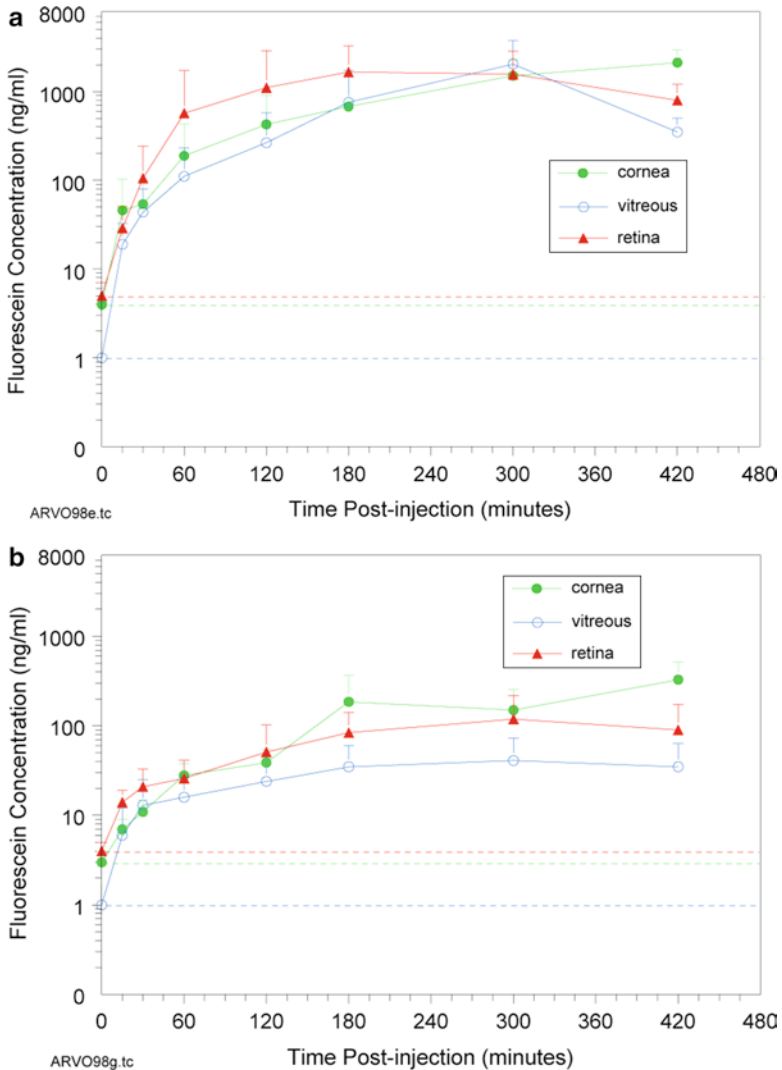 a
8000
1000
100
10
1
0
Fluorescein Concentration (ng/ml)
cornea
vitreous
retina
0 60 120 180 240 300 360 420 480
Time Post-injection (minutes)
ARVO98e.tc
b
8000
1000
100
10
1
0
Fluorescein Concentration (ng/ml)
cornea
vitreous
retina
0 60 120 180 240 300 360 420 480
Time Post-injection (minutes)
ARVO98g.tc